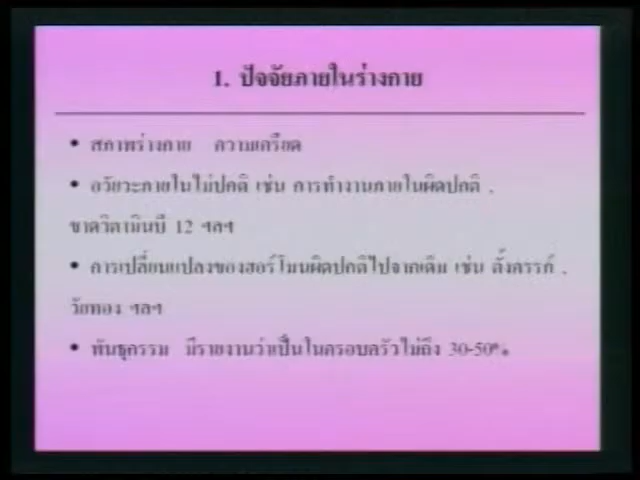 1. ปัจจัยภายในร่างกาย
• สภาพร่างกาย ความเครียด
• อวัยวะภายในไม่ปกติ เช่น การทำงานภายในผิดปกติ ,
ขาดวิตามินบี 12 ฯลฯ
• การเปลี่ยนแปลงของฮอร์โมนผิดปกติไปจากเดิม เช่น ตั้งครรภ์ ,
วัยทอง ฯลฯ
• พันธุกรรม มีรายงานว่าเป็นในครอบครัวไม่ถึง 30-50%